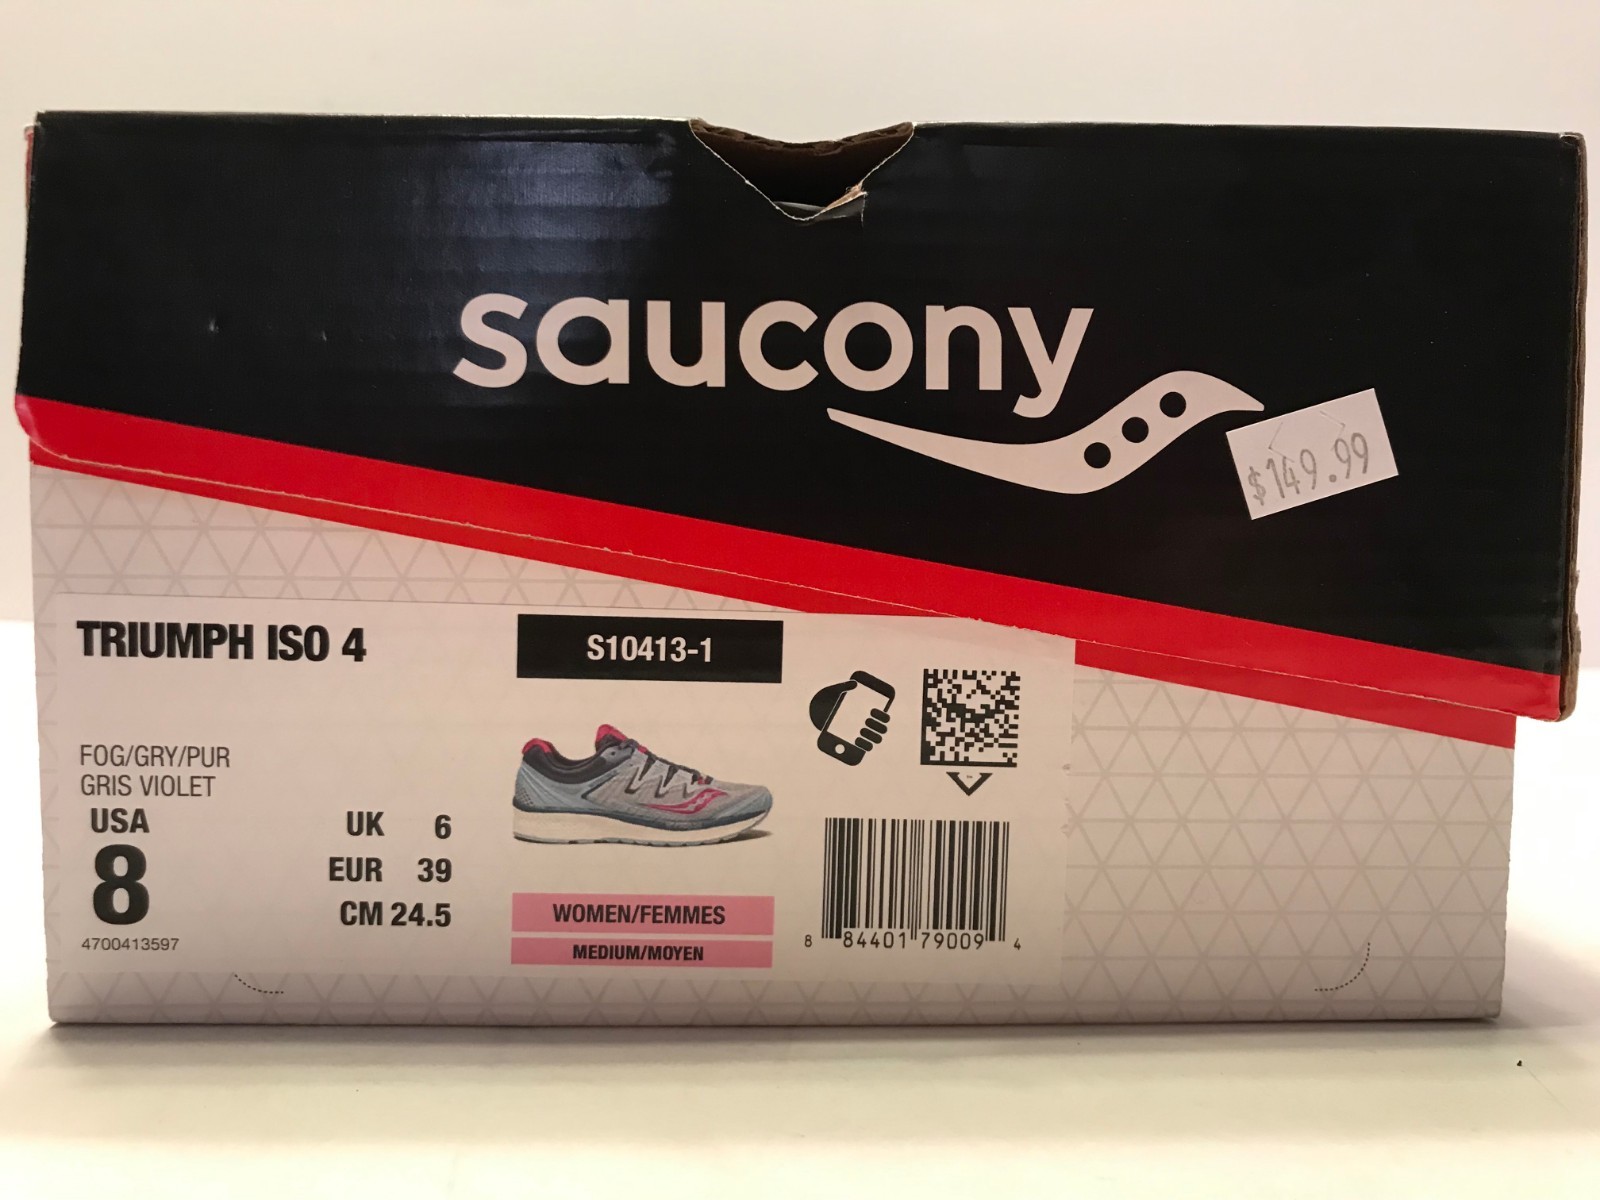 saucony
$149.99
TRIUMPH ISO 4
S10413-1
FOG/GRY/PUR
GRIS VIOLET
USA
8
4700413597
UK 6
EUR 39
CM 24.5
WOMEN/FEMMES
MEDIUM/MOYEN
8 84401 79009 4